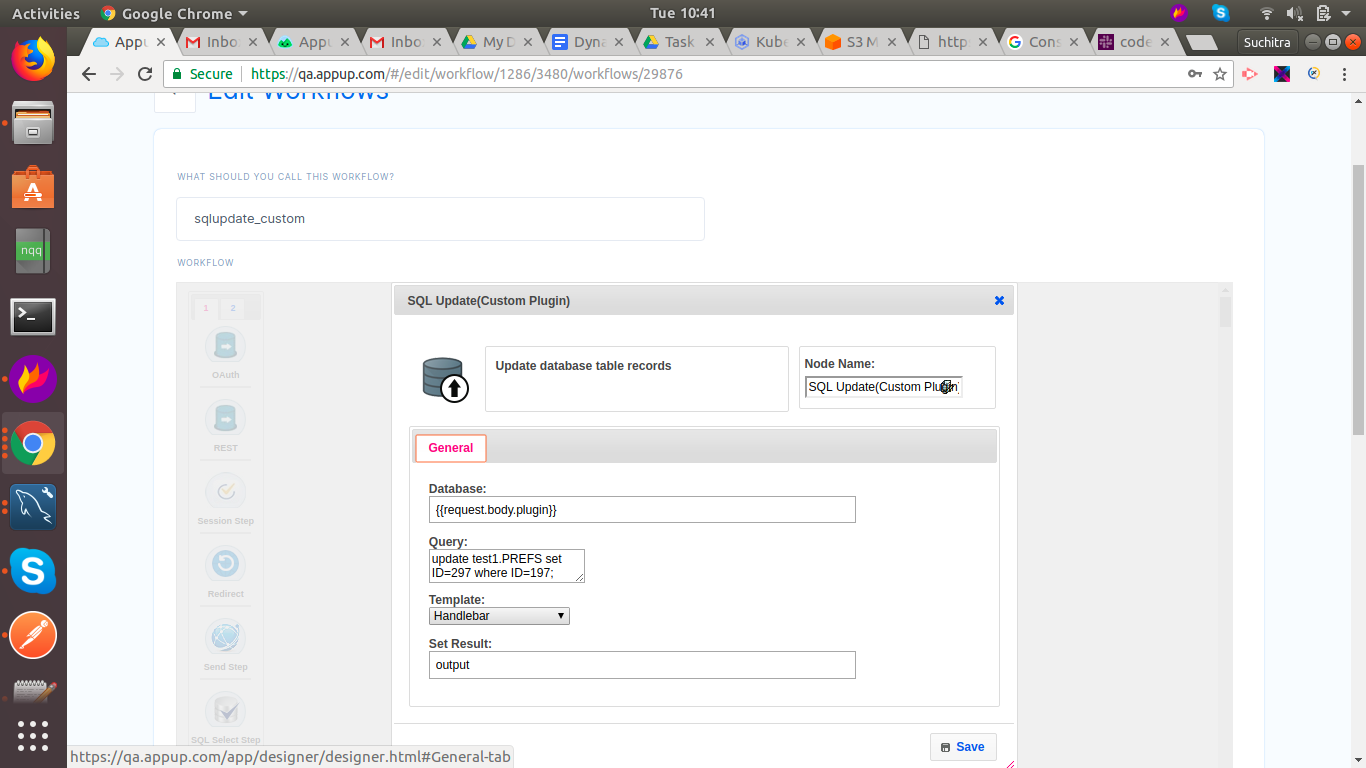 Activities
Google Chrome
Tue 10:41
Appu
Inbo
Appu
Inbo
My D
Dyna
Task
Kube
S3 M
http
Cons
code
Suchitra
Secure
https://qa.appup.com/#/edit/workflow/1286/3480/workflows/29876
Edit Workflows
WHAT SHOULD YOU CALL THIS WORKFLOW?
sqlupdate_custom
WORKFLOW
1 2
OAuth
REST
Session Step
Redirect
Send Step
SQL Select Step
nqq
SQL Update(Custom Plugin)
Update database table records
Node Name:
SQL Update(Custom Plugin)
General
Database:
{{request.body.plugin}}
Query:
update test1.PREFS set
ID=297 where ID=197;
Template:
Handlebar
Set Result:
output
Save
https://qa.appup.com/app/designer/designer.html#General-tab